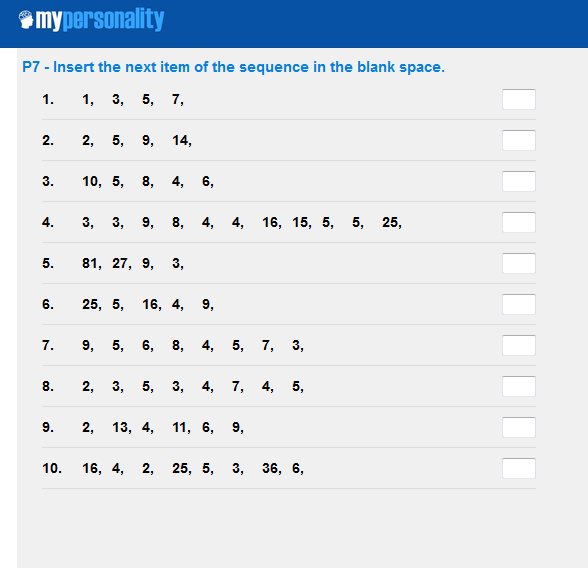 mypersonality
P7 - Insert the next item of the sequence in the blank space.
1. 1, 3, 5, 7,
2. 2, 5, 9, 14,
3. 10, 5, 8, 4, 6,
4. 3, 3, 9, 8, 4, 4, 16, 15, 5, 5, 25,
5. 81, 27, 9, 3,
6. 25, 5, 16, 4, 9,
7. 9, 5, 6, 8, 4, 5, 7, 3,
8. 2, 3, 5, 3, 4, 7, 4, 5,
9. 2, 13, 4, 11, 6, 9,
10. 16, 4, 2, 25, 5, 3, 36, 6,